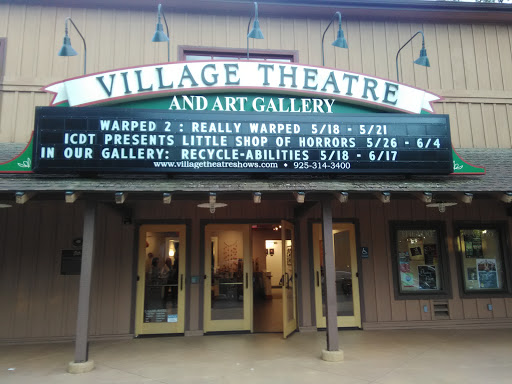 VILLAGE THEATRE
AND ART GALLERY
WARPED 2 : REALLY WARPED 5/18 - 5/21
ICDT PRESENTS LITTLE SHOP OF HORRORS 5/26 - 6/4
IN OUR GALLERY: RECYCLE-ABILITIES 5/18 - 6/17
www.villagetheatreshows.com • 925-314-3400